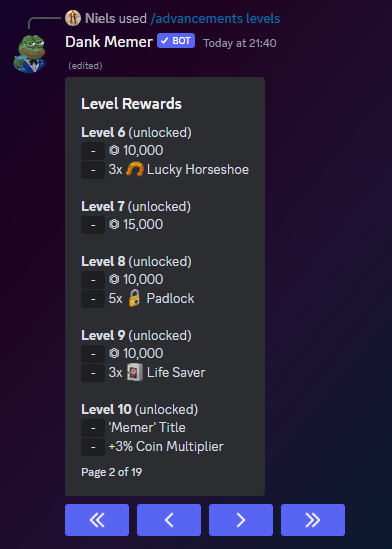 Niels used /advancements levels
Dank Memer ✓ BOT Today at 21:40
(edited)
Level Rewards
Level 6 (unlocked)
- 10,000
- 3x Lucky Horseshoe
Level 7 (unlocked)
- 15,000
Level 8 (unlocked)
- 10,000
- 5x Padlock
Level 9 (unlocked)
- 10,000
- 3x Life Saver
Level 10 (unlocked)
- 'Memer' Title
- +3% Coin Multiplier
Page 2 of 19